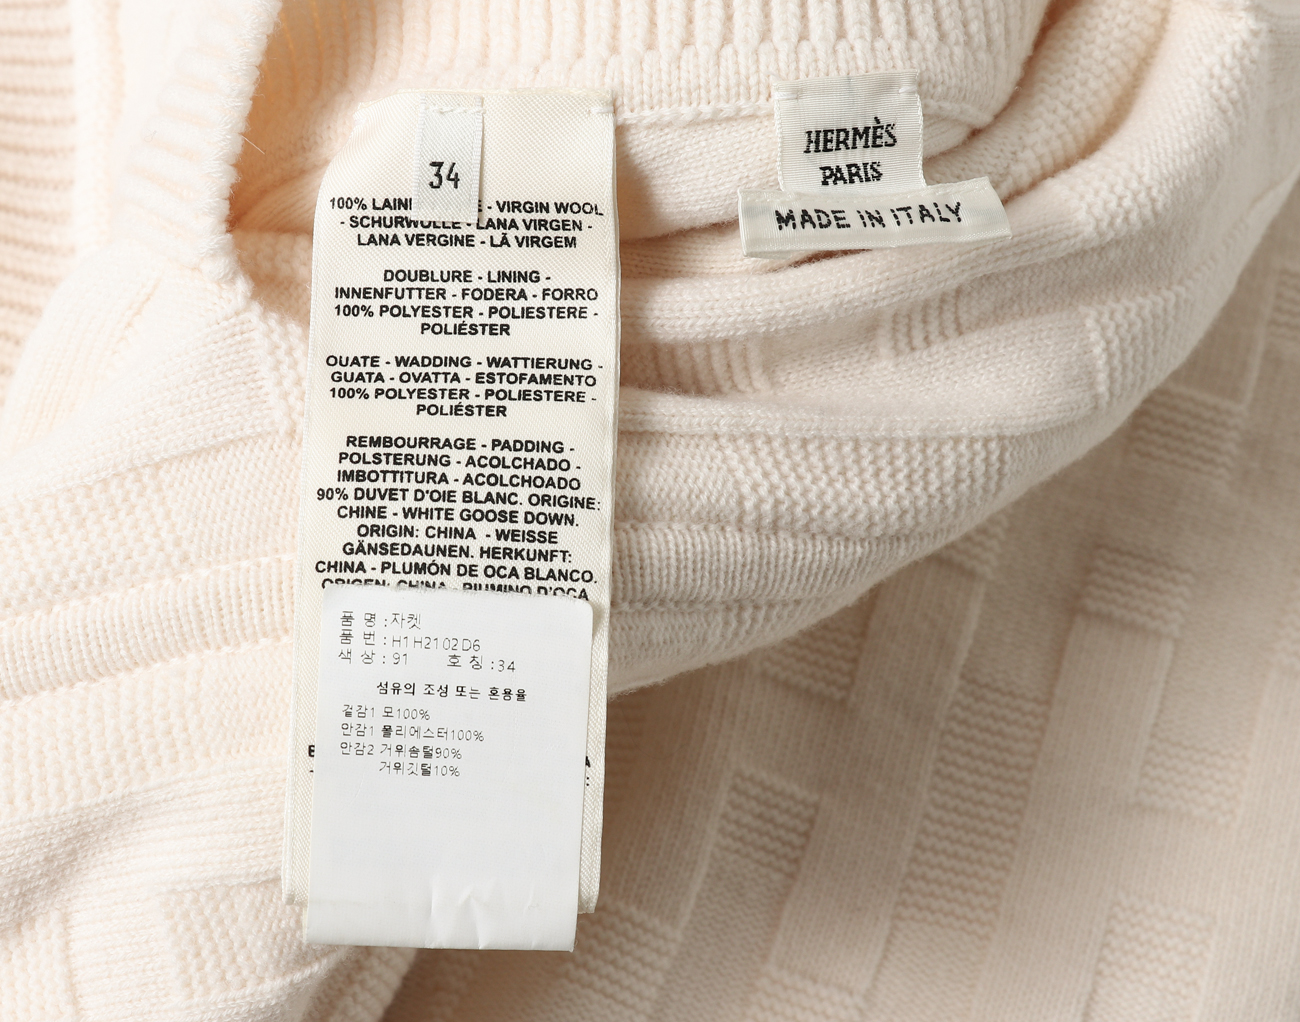 34
100% LAINE - VIRGIN WOOL
- SCHURWOLLE - LANA VIRGEN -
LANA VERGINE - LÃ VIRGEM
DOUBLURE - LINING -
INNENFUTTER - FODERA - FORRO
100% POLYESTER - POLIESTERE -
POLIÉSTER
OUATE - WADDING - WATTIERUNG -
GUATA - OVATTA - ESTOFAMENTO
100% POLYESTER - POLIESTERE -
POLIÉSTER
REMBOURRAGE - PADDING -
POLSTERUNG - ACOLCHADO -
IMBOTTITURA - ACOLCHOADO
90% DUVET D'OIE BLANC. ORIGINE:
CHINE - WHITE GOOSE DOWN.
ORIGIN: CHINA - WEISSE
GÄNSEDAUNEN. HERKUNFT:
CHINA - PLUMÓN DE OCA BLANCO.
ORIGEN: CHINA - PIUMINO D'OCA
품 명 : 자켓
품 번 : H1H2102D6
색 상 : 91 호 칭 : 34
섬유의 조성 또는 혼용율
겉감1 모100%
안감1 폴리에스터100%
안감2 거위솜털90%
거위깃털10%
HERMÈS
PARIS
MADE IN ITALY